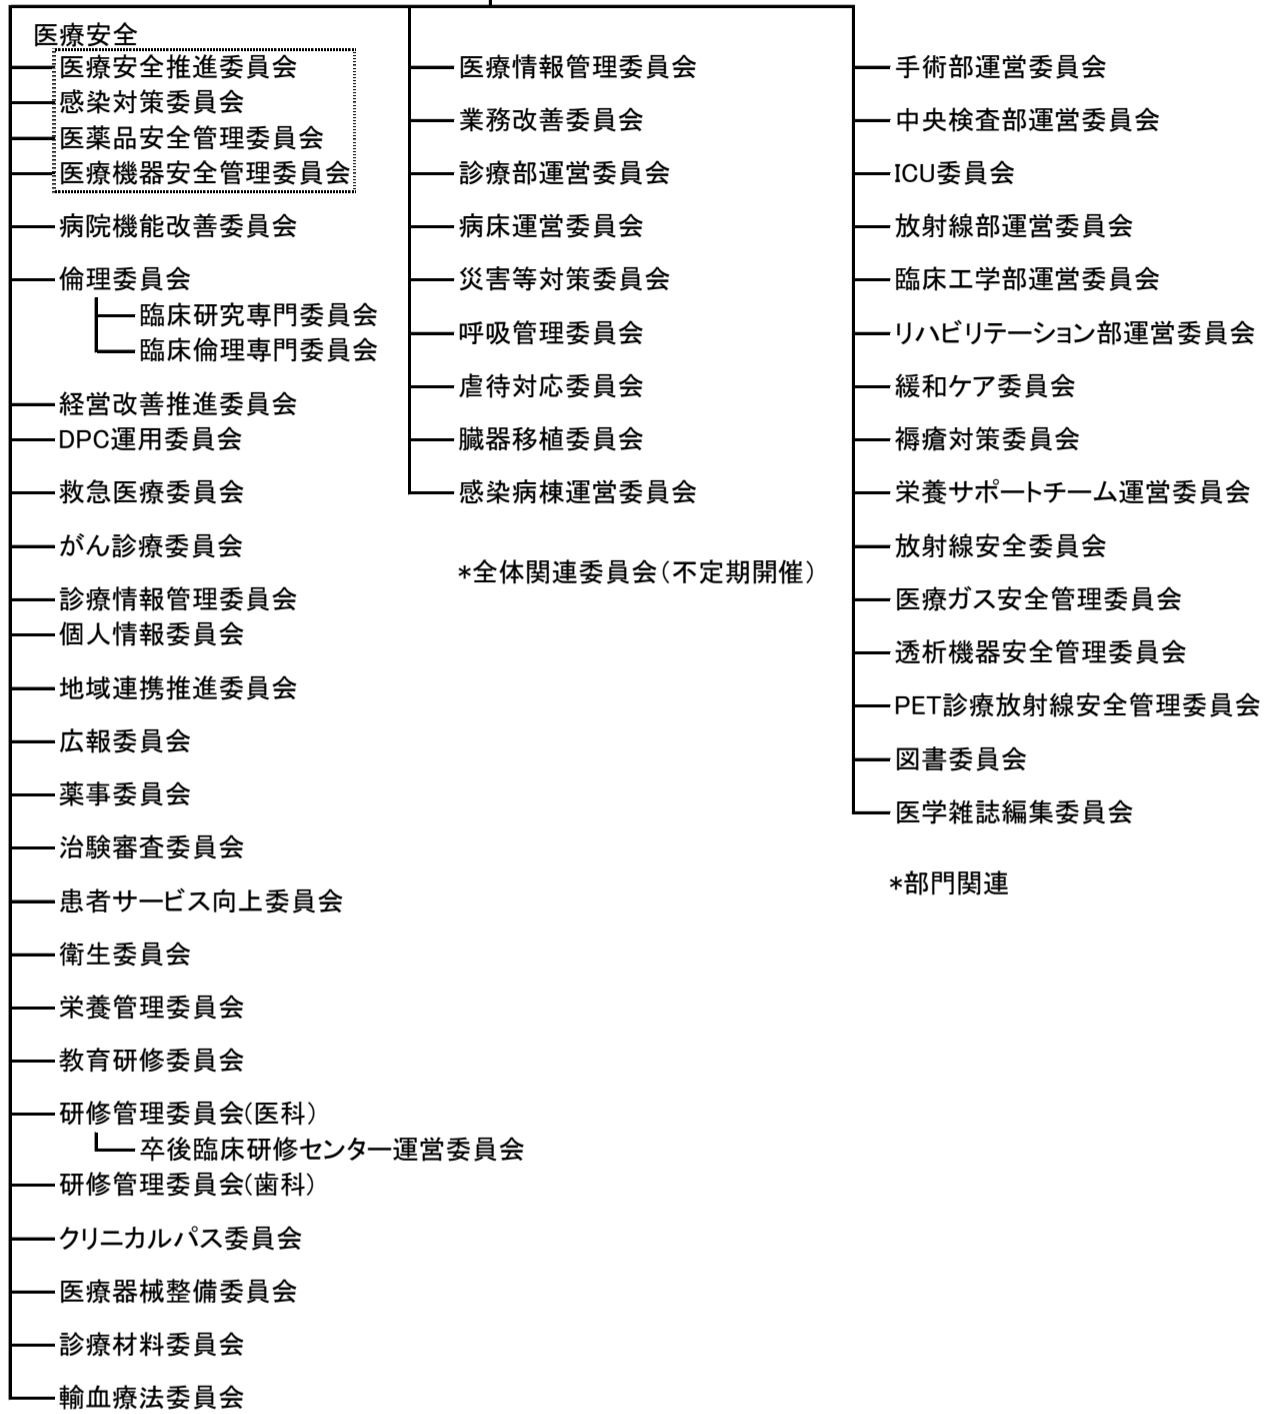 医療安全
医療安全推進委員会
感染対策委員会
医薬品安全管理委員会
医療機器安全管理委員会
病院機能改善委員会
倫理委員会
臨床研究専門委員会
臨床倫理専門委員会
経営改善推進委員会
DPC運用委員会
救急医療委員会
がん診療委員会
診療情報管理委員会
個人情報委員会
地域連携推進委員会
広報委員会
薬事委員会
治験審査委員会
患者サービス向上委員会
衛生委員会
栄養管理委員会
教育研修委員会
研修管理委員会(医科)
卒後臨床研修センター運営委員会
研修管理委員会(歯科)
クリニカルパス委員会
医療器械整備委員会
診療材料委員会
輸血療法委員会
医療情報管理委員会
業務改善委員会
診療部運営委員会
病床運営委員会
災害等対策委員会
呼吸管理委員会
虐待対応委員会
臓器移植委員会
感染病棟運営委員会
*全体関連委員会(不定期開催)
手術部運営委員会
中央検査部運営委員会
ICU委員会
放射線部運営委員会
臨床工学部運営委員会
リハビリテーション部運営委員会
緩和ケア委員会
褥瘡対策委員会
栄養サポートチーム運営委員会
放射線安全委員会
医療ガス安全管理委員会
透析機器安全管理委員会
PET診療放射線安全管理委員会
図書委員会
医学雑誌編集委員会
*部門関連